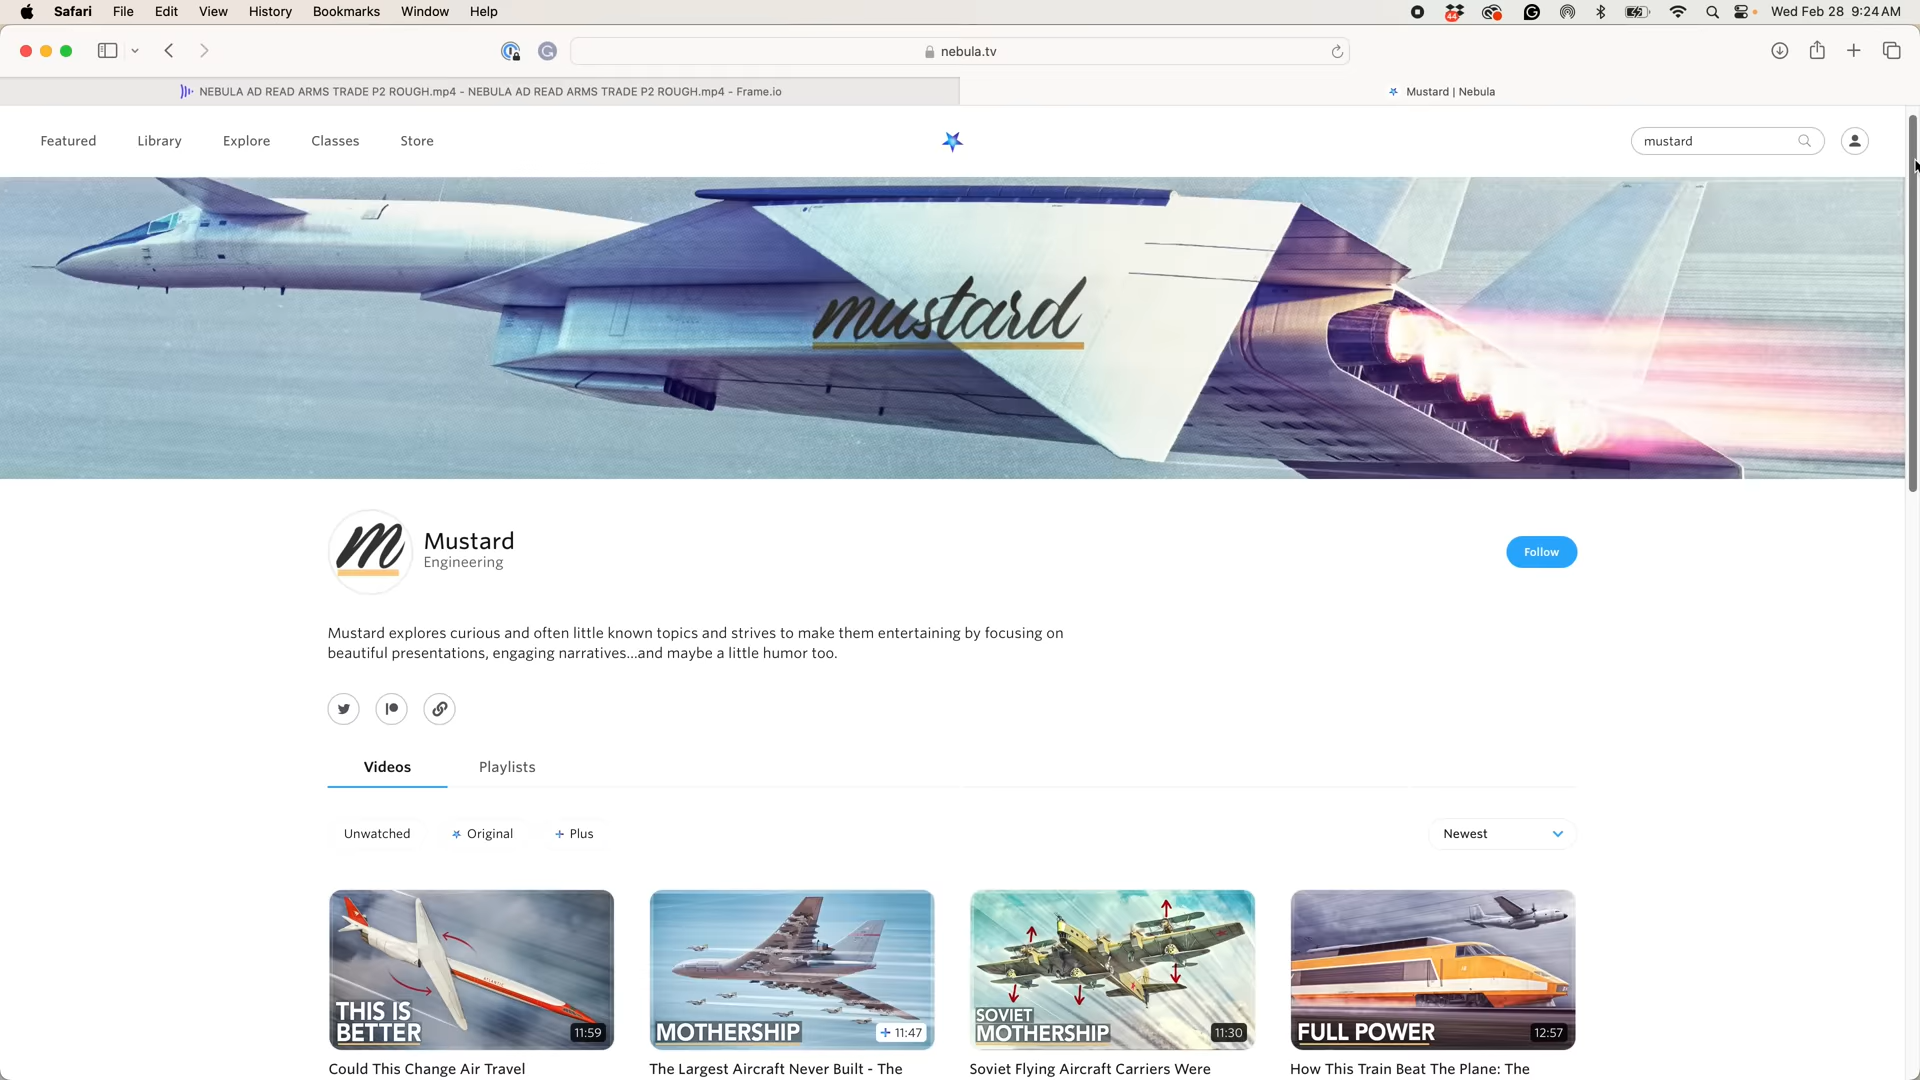 Safari File Edit View History Bookmarks Window Help
44
Wed Feb 28 9:24 AM
nebula.tv
NEBULA AD READ ARMS TRADE P2 ROUGH.mp4 - NEBULA AD READ ARMS TRADE P2 ROUGH.mp4 - Frame.io
Mustard | Nebula
Featured Library Explore Classes Store
mustard
mustard
M
Mustard
Engineering
Follow
Mustard explores curious and often little known topics and strives to make them entertaining by focusing on
beautiful presentations, engaging narratives...and maybe a little humor too.
Videos Playlists
Unwatched Original + Plus
Newest
THIS IS
BETTER
11:59
MOTHERSHIP
+ 11:47
SOVIET
MOTHERSHIP
11:30
FULL POWER
12:57
Could This Change Air Travel
The Largest Aircraft Never Built - The
Soviet Flying Aircraft Carriers Were
How This Train Beat The Plane: The